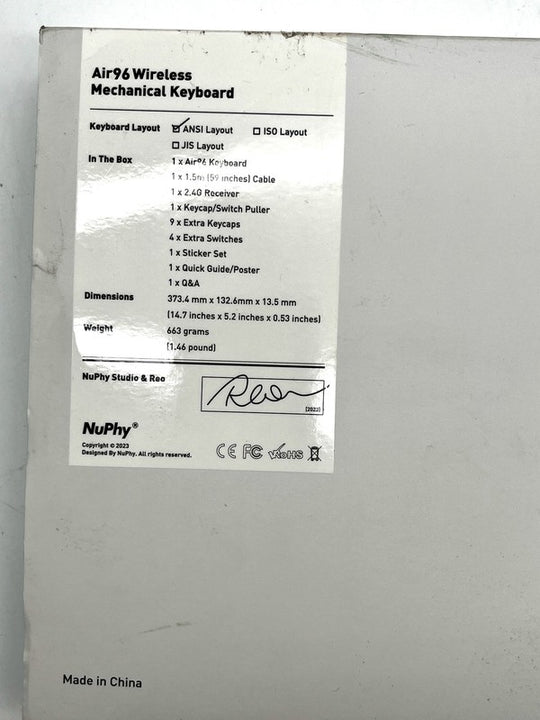 Air96 Wireless
Mechanical Keyboard
Keyboard Layout ☑ ANSI Layout ☐ ISO Layout
☐ JIS Layout
In The Box 1 x Air96 Keyboard
1 x 1.5m (59 inches) Cable
1 x 2.4G Receiver
1 x Keycap/Switch Puller
9 x Extra Keycaps
4 x Extra Switches
1 x Sticker Set
1 x Quick Guide/Poster
1 x Q&A
Dimensions 373.4 mm x 132.6mm x 13.5 mm
(14.7 inches x 5.2 inches x 0.53 inches)
Weight 663 grams
(1.46 pound)
NuPhy Studio & Reo
[2023]
NuPhy®
Copyright © 2023
Designed By NuPhy. All rights reserved.
CE FC RoHS
Made in China